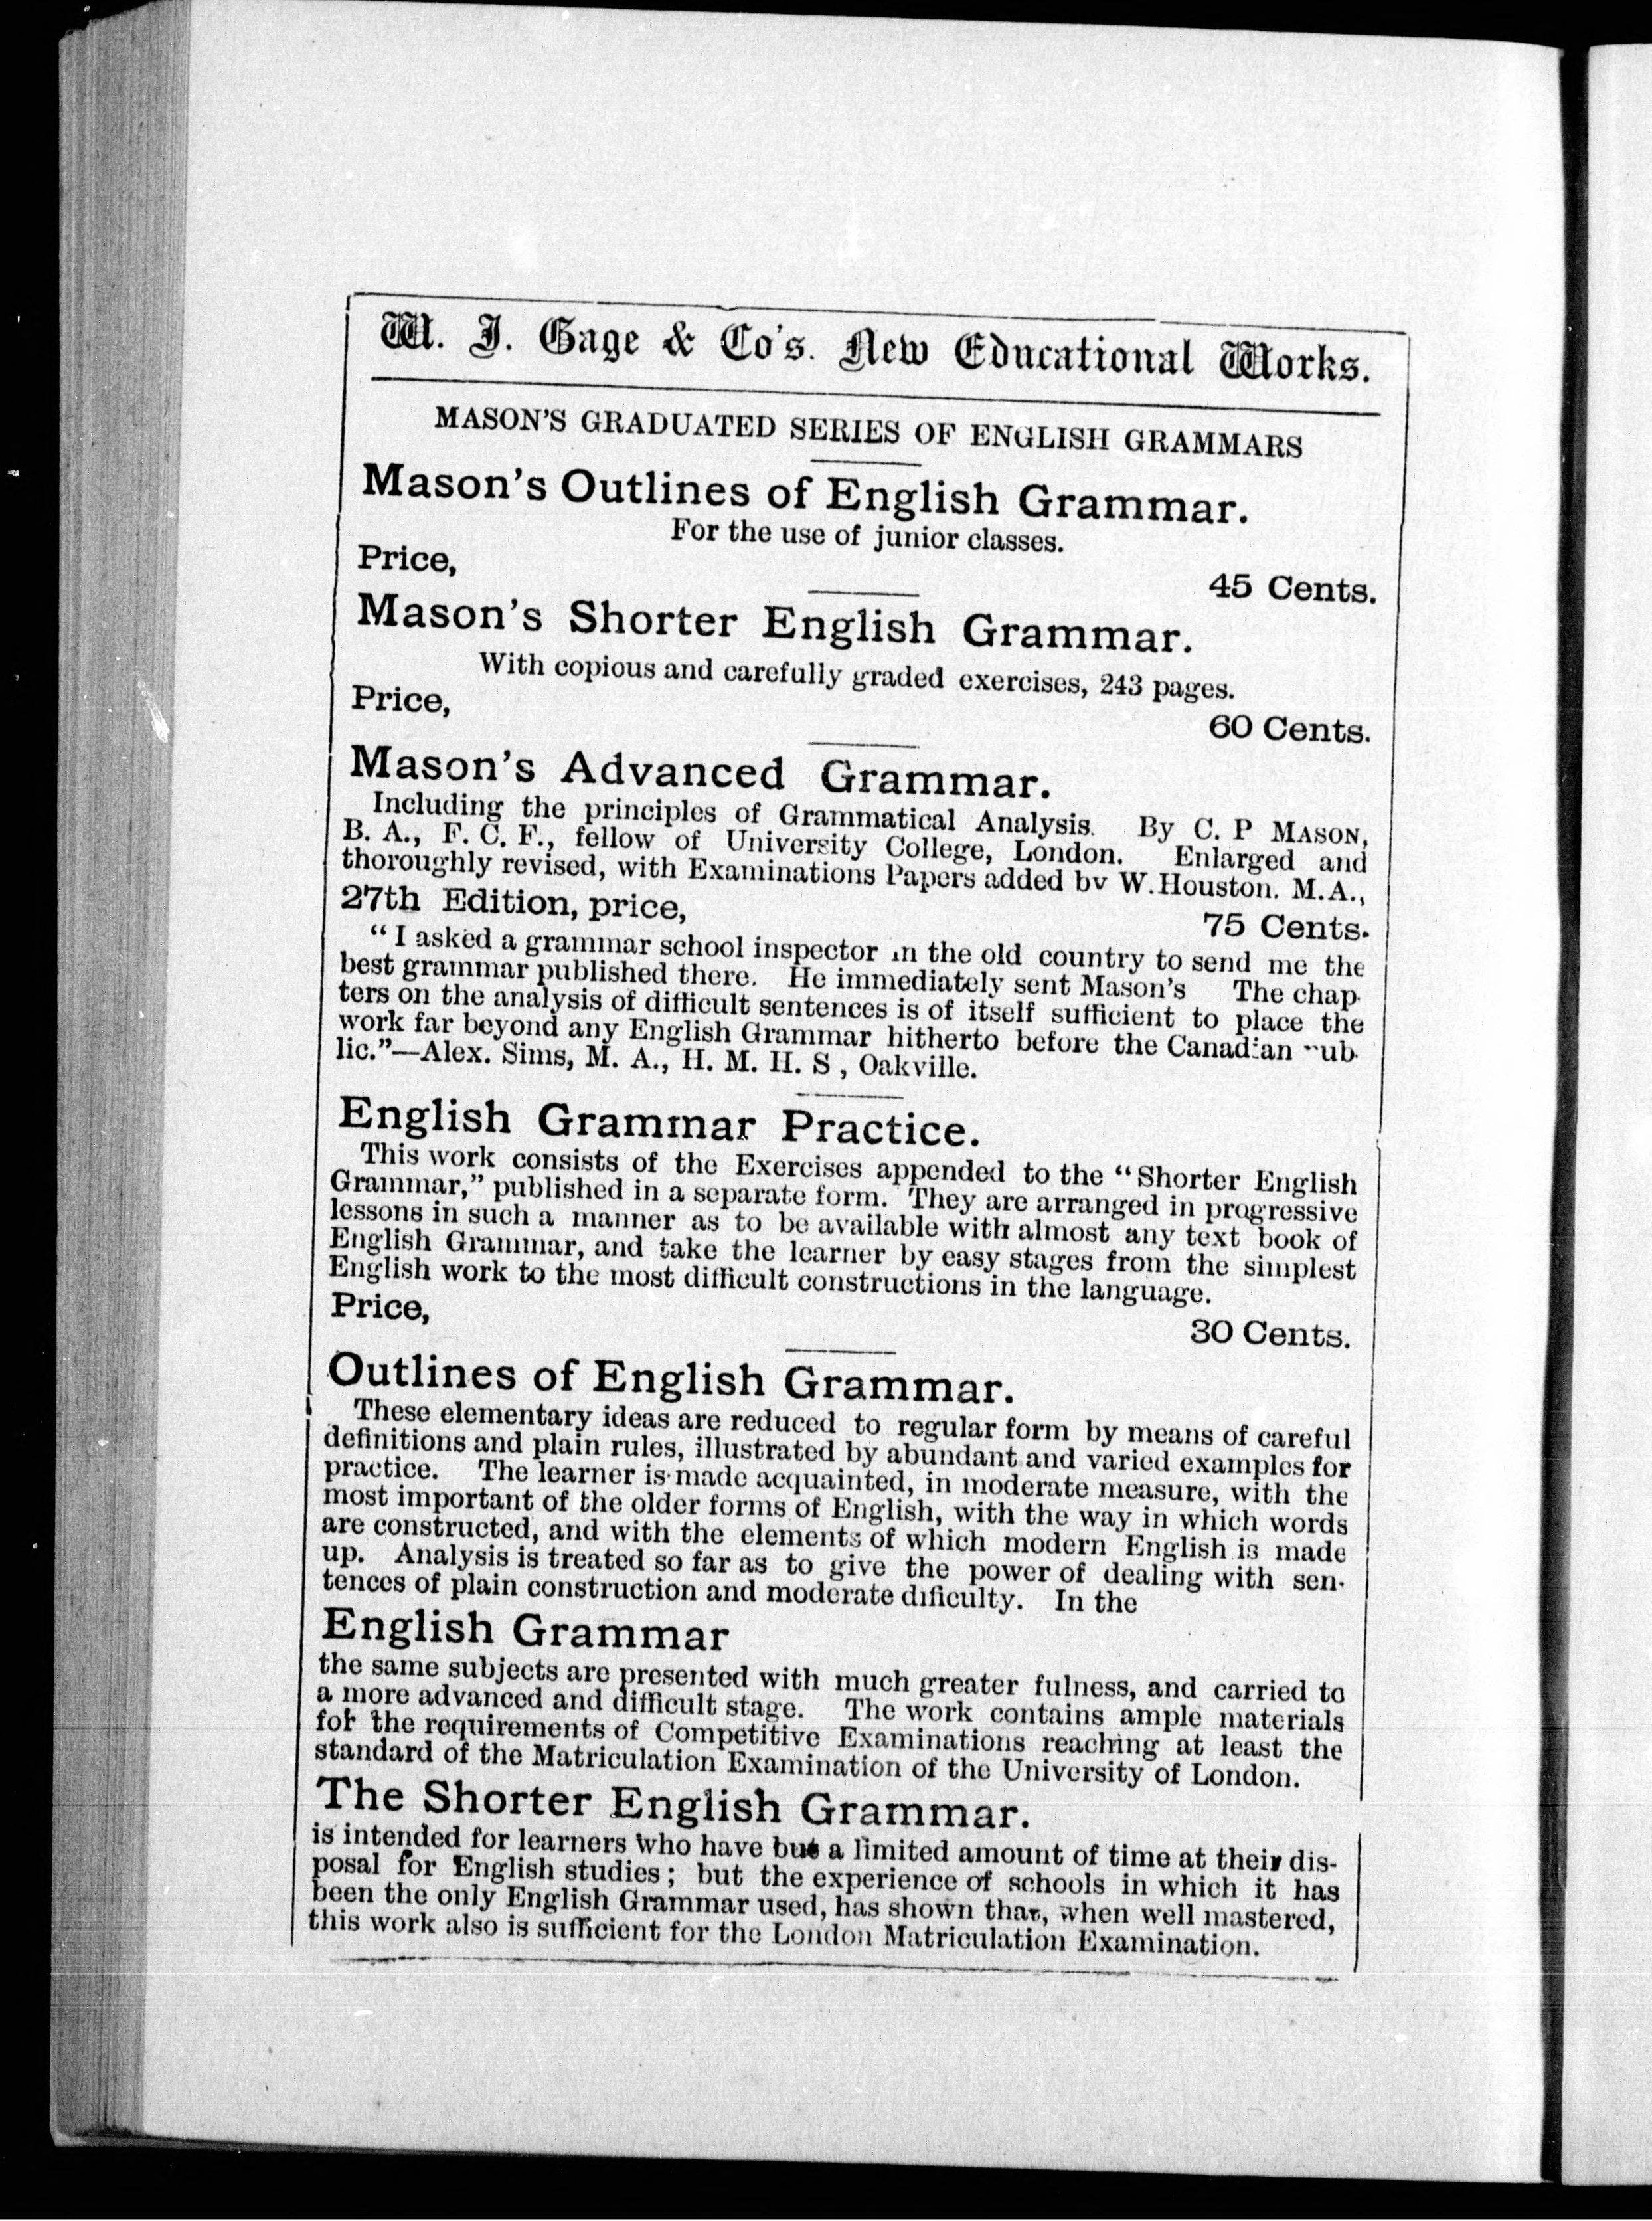 W. J. Gage & Co's. New Educational Works.
MASON'S GRADUATED SERIES OF ENGLISH GRAMMARS
Mason's Outlines of English Grammar.
For the use of junior classes.
Price, 45 Cents.
Mason's Shorter English Grammar.
With copious and carefully graded exercises, 243 pages.
Price, 60 Cents.
Mason's Advanced Grammar.
Including the principles of Grammatical Analysis. By C. P MASON,
B. A., F. C. F., fellow of University College, London. Enlarged and
thoroughly revised, with Examinations Papers added by W. Houston. M.A.,
27th Edition, price, 75 Cents.
“I asked a grammar school inspector in the old country to send me the
best grammar published there. He immediately sent Mason's The chap-
ters on the analysis of difficult sentences is of itself sufficient to place the
work far beyond any English Grammar hitherto before the Canadian pub-
lic.”—Alex. Sims, M. A., H. M. H. S , Oakville.
English Grammar Practice.
This work consists of the Exercises appended to the “Shorter English
Grammar,” published in a separate form. They are arranged in progressive
lessons in such a manner as to be available with almost any text book of
English Grammar, and take the learner by easy stages from the simplest
English work to the most difficult constructions in the language.
Price, 30 Cents.
Outlines of English Grammar.
These elementary ideas are reduced to regular form by means of careful
definitions and plain rules, illustrated by abundant and varied examples for
practice. The learner is made acquainted, in moderate measure, with the
most important of the older forms of English, with the way in which words
are constructed, and with the elements of which modern English is made
up. Analysis is treated so far as to give the power of dealing with sen-
tences of plain construction and moderate dificulty. In the
English Grammar
the same subjects are presented with much greater fulness, and carried to
a more advanced and difficult stage. The work contains ample materials
for the requirements of Competitive Examinations reaching at least the
standard of the Matriculation Examination of the University of London.
The Shorter English Grammar.
is intended for learners who have but a limited amount of time at their dis-
posal for English studies; but the experience of schools in which it has
been the only English Grammar used, has shown that, when well mastered,
this work also is sufficient for the London Matriculation Examination.